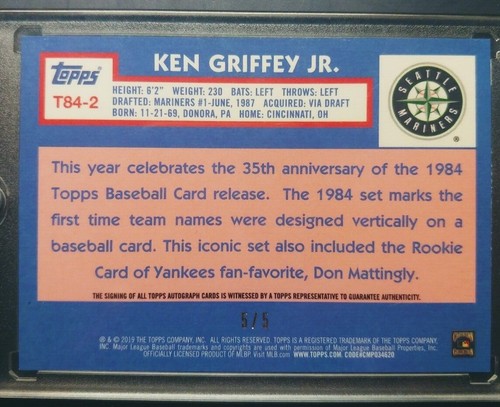 KEN GRIFFEY JR.
Topps®
T84-2
HEIGHT: 6'2" WEIGHT: 230 BATS: LEFT THROWS: LEFT
DRAFTED: MARINERS #1-JUNE, 1987 ACQUIRED: VIA DRAFT
BORN: 11-21-69, DONORA, PA HOME: CINCINNATI, OH
SEATTLE
MARINERS
®
This year celebrates the 35th anniversary of the 1984
Topps Baseball Card release. The 1984 set marks the
first time team names were designed vertically on a
baseball card. This iconic set also included the Rookie
Card of Yankees fan-favorite, Don Mattingly.
THE SIGNING OF ALL TOPPS AUTOGRAPH CARDS IS WITNESSED BY A TOPPS REPRESENTATIVE TO GUARANTEE AUTHENTICITY.
5/5
® & © 2019 THE TOPPS COMPANY, INC. ALL RIGHTS RESERVED. TOPPS IS A REGISTERED TRADEMARK OF THE TOPPS COMPANY,
INC. Major League Baseball trademarks and copyrights are used with permission of Major League Baseball Properties, Inc.
OFFICIALLY LICENSED PRODUCT OF MLBP. Visit MLB.com WWW.TOPPS.COM. CODE#CMP034620